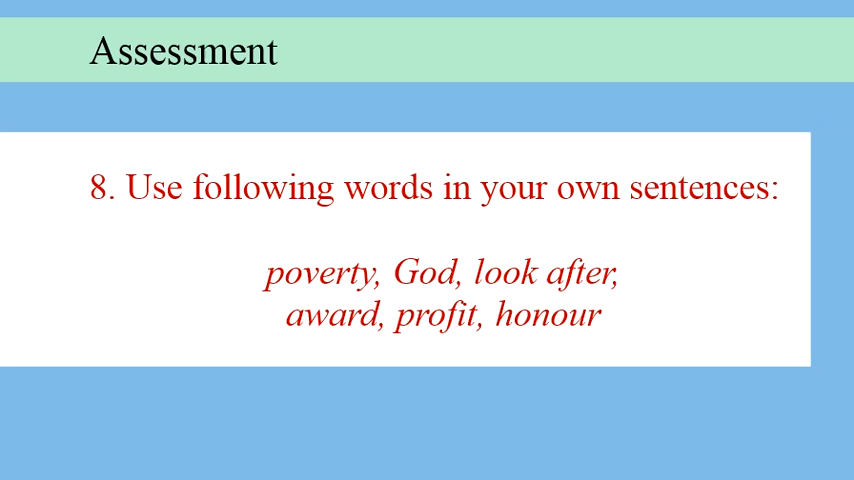 Assessment
8. Use following words in your own sentences:
poverty, God, look after,
award, profit, honour